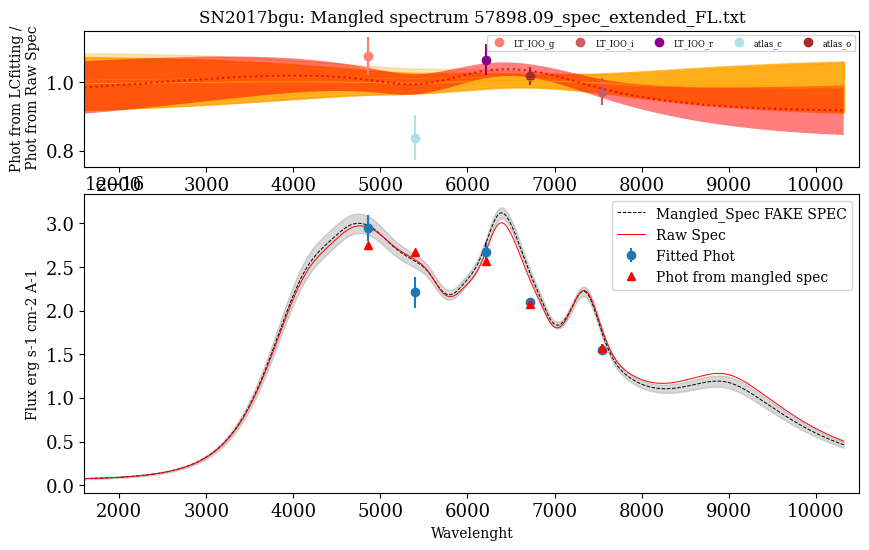 SN2017bgu: Mangled spectrum 57898.09_spec_extended_FL.txt
Phot from LCfitting /
Phot from Raw Spec
1.0
0.8
LT_IOO_g
LT_IOO_i
LT_IOO_r
atlas_c
atlas_o
2000 3000 4000 5000 6000 7000 8000 9000 10000
1e−16
Flux erg s-1 cm-2 A-1
3.0
2.5
2.0
1.5
1.0
0.5
0.0
Mangled_Spec FAKE SPEC
Raw Spec
Fitted Phot
Phot from mangled spec
2000 3000 4000 5000 6000 7000 8000 9000 10000
Wavelenght